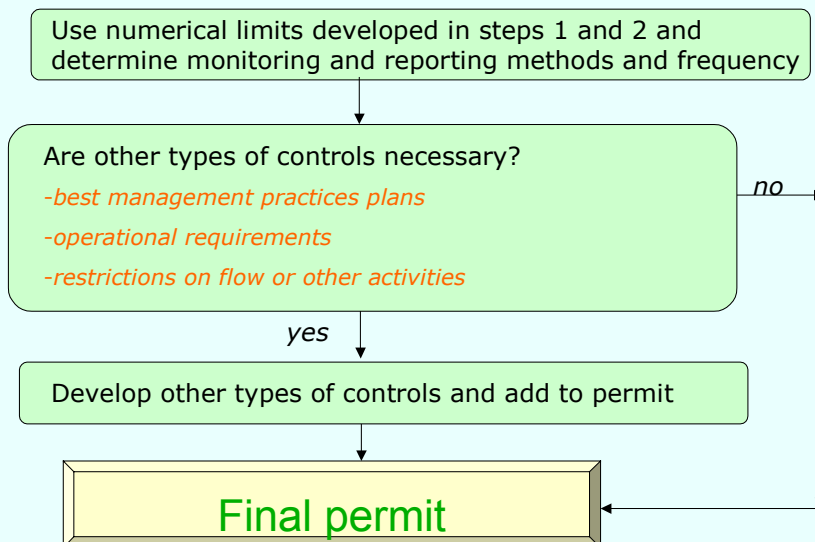 Use numerical limits developed in steps 1 and 2 and
determine monitoring and reporting methods and frequency
Are other types of controls necessary?
-best management practices plans
-operational requirements
-restrictions on flow or other activities
no
yes
Develop other types of controls and add to permit
Final permit